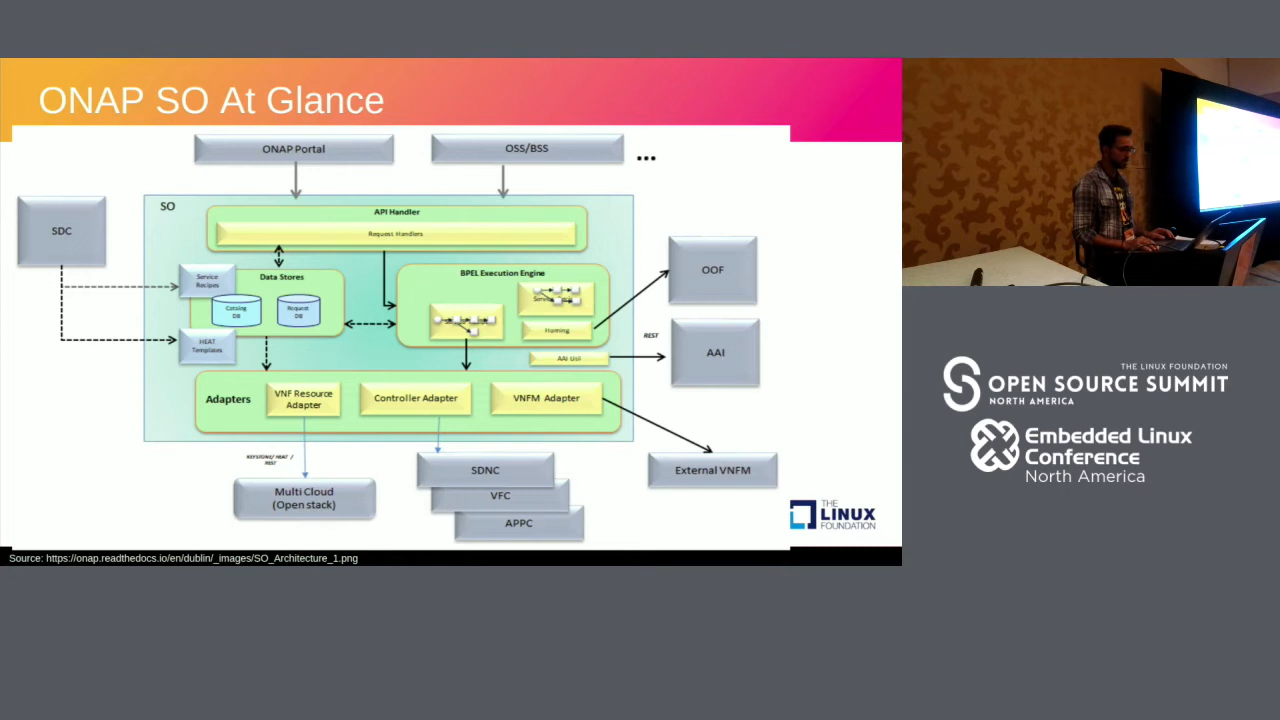 ONAP SO At Glance
ONAP Portal
OSS/BSS
...
SDC
SO
API Handler
Request Handlers
Service
Recipes
Data Stores
Catalog
DB
Request
DB
HEAT
Templates
BPEL Execution Engine
Homing
OOF
REST
AAI
Adapters
VNF Resource
Adapter
Controller Adapter
VNFM Adapter
KEYSTONE/ HEAT /
REST
Multi Cloud
(Open stack)
SDNC
VFC
APPC
External VNFM
THE
LINUX
FOUNDATION
Source: https://onap.readthedocs.io/en/dublin/_images/SO_Architecture_1.png
THE LINUX FOUNDATION
OPEN SOURCE SUMMIT
NORTH AMERICA
Embedded Linux
Conference
North America